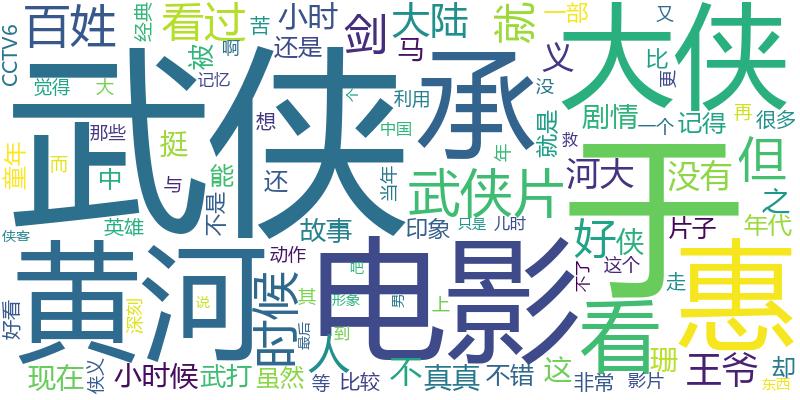 百姓
经典
看过
苦
小时
剑
大陆
就
一部
又
大侠
CCTV6
被
哥
还是
马
义
比
更
觉得
大
武侠
记忆
个
利用
承
没
剧情
一个
记得
再
很多
童年
而
那些
挺
想
中国
年
就是
救
于
没有
但
中
与
能
还
当年
武侠片
河大
之
侠客
英雄
不是
故事
印象
只是
儿时
好
侠
片子
年代
黄河
动作
电影
吧
不了
这个
走
惠
好看
深刻
说
时候
其
形象
男
上
看
最后
到
人
现在
侠义
小时候
武打
虽然
等
比较
不
真真
不错
这
非常
影片
珊
王爷
却
东西